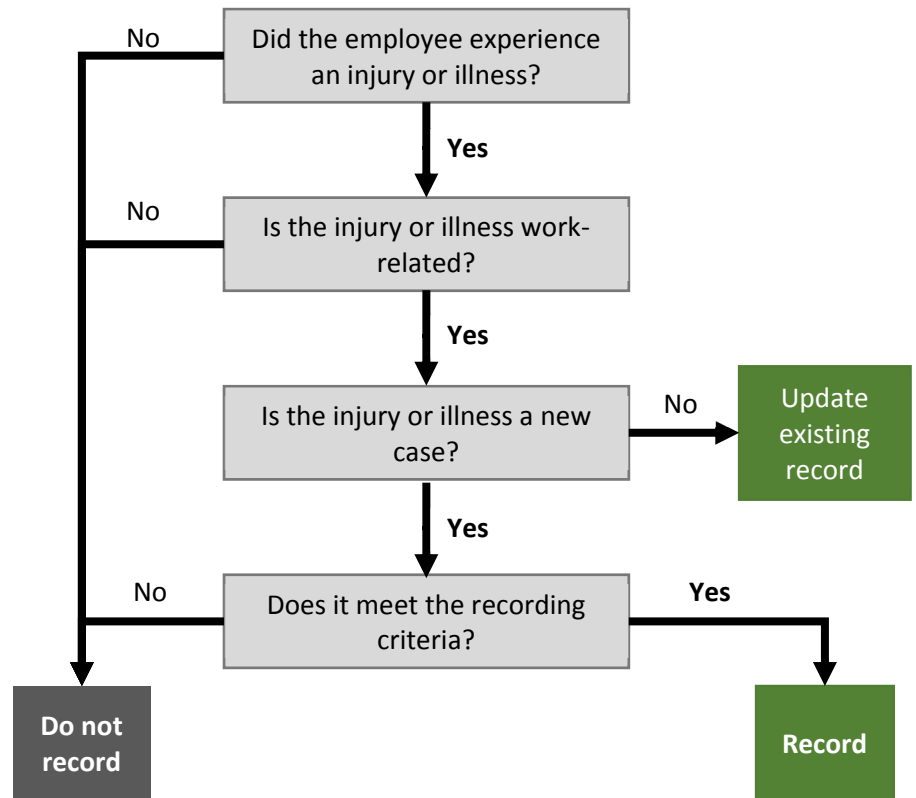 No
Did the employee experience
an injury or illness?
Yes
No
Is the injury or illness work-
related?
Yes
Is the injury or illness a new
case?
No
Update
existing
record
Yes
No
Does it meet the recording
criteria?
Yes
Do not
record
Record